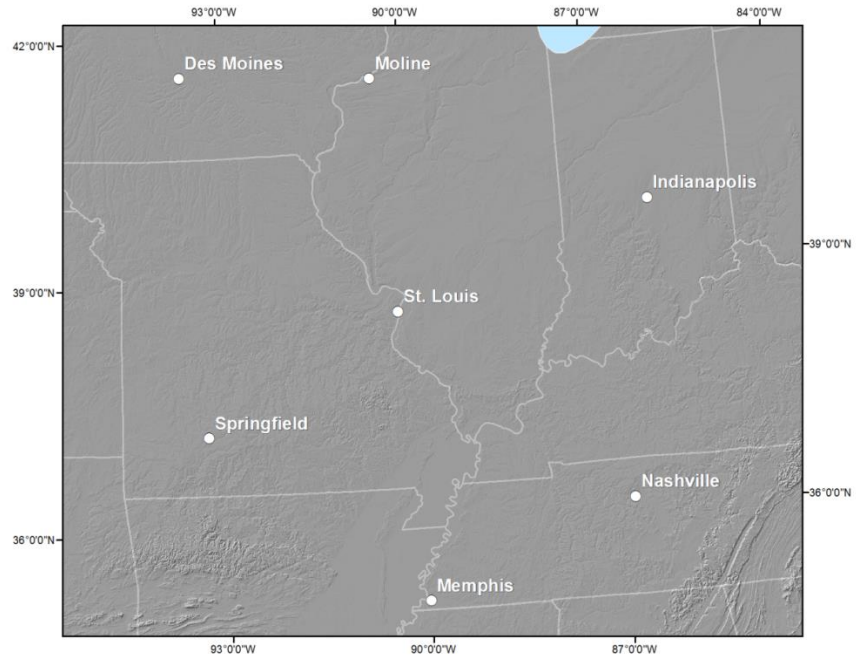 93°0'0"W 90°0'0"W 87°0'0"W 84°0'0"W
42°0'0"N
Des Moines Moline
Indianapolis
39°0'0"N
39°0'0"N St. Louis
Springfield
Nashville
36°0'0"N
36°0'0"N
Memphis
93°0'0"W 90°0'0"W 87°0'0"W